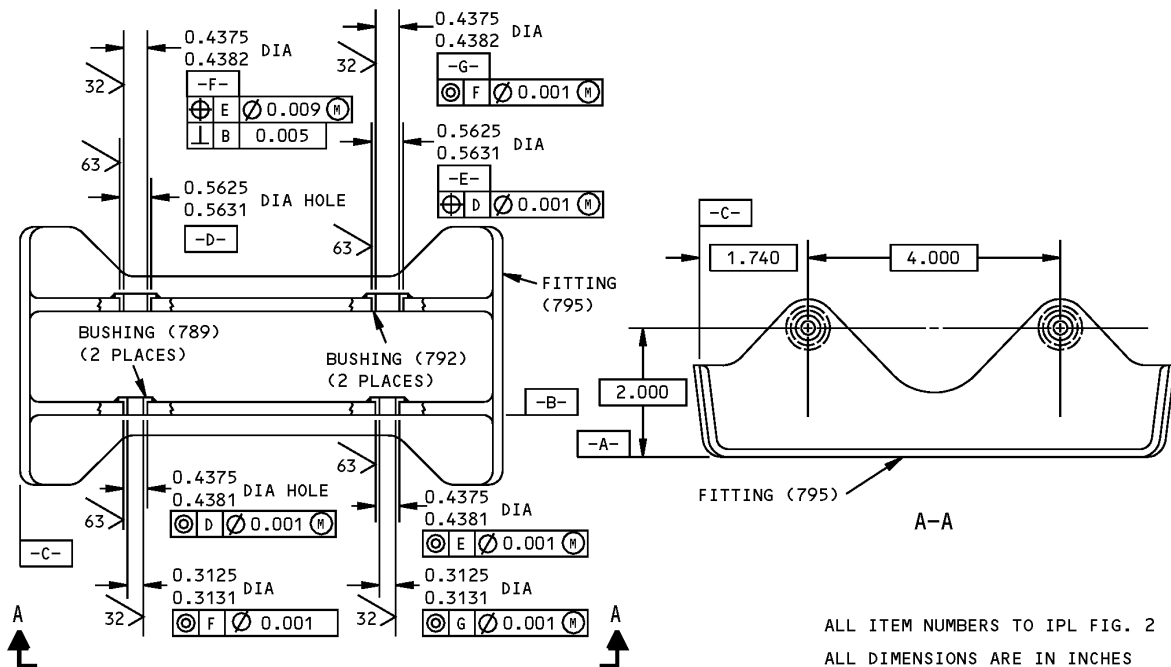 0.4375
0.4382 DIA
32
-F-
⌖ E ⌀ 0.009 Ⓜ
⊥ B 0.005
63
0.5625
0.5631 DIA HOLE
-D-
0.4375
0.4382 DIA
32
-G-
◎ F ⌀ 0.001 Ⓜ
0.5625
0.5631 DIA
-E-
⌖ D ⌀ 0.001 Ⓜ
63
FITTING
(795)
BUSHING (789)
(2 PLACES)
BUSHING (792)
(2 PLACES)
-B-
63
0.4375
0.4381 DIA HOLE
63
◎ D ⌀ 0.001 Ⓜ
0.4375
0.4381 DIA
◎ E ⌀ 0.001 Ⓜ
-C-
0.3125
0.3131 DIA
32
◎ F ⌀ 0.001
0.3125
0.3131 DIA
32
◎ G ⌀ 0.001 Ⓜ
A
A
-C-
1.740
4.000
2.000
-A-
FITTING (795)
A-A
ALL ITEM NUMBERS TO IPL FIG. 2
ALL DIMENSIONS ARE IN INCHES